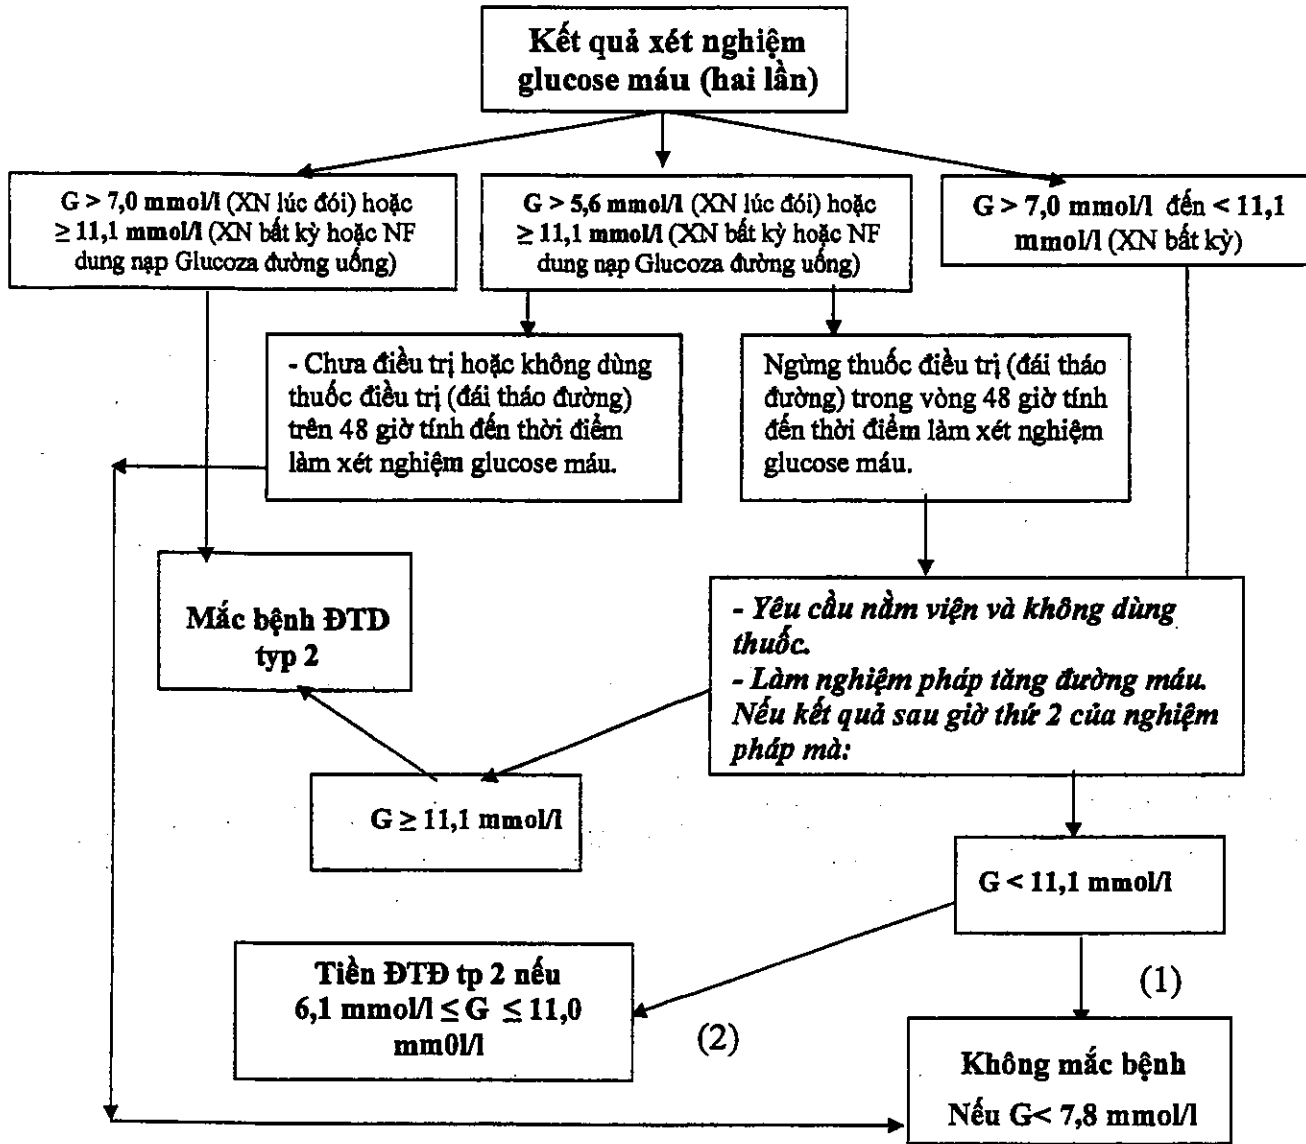 Kết quả xét nghiệm
glucose máu (hai lần)
G > 7,0 mmol/l (XN lúc đói) hoặc
≥ 11,1 mmol/l (XN bất kỳ hoặc NF
dung nạp Glucoza đường uống)
G > 5,6 mmol/l (XN lúc đói) hoặc
≥ 11,1 mmol/l (XN bất kỳ hoặc NF
dung nạp Glucoza đường uống)
G > 7,0 mmol/l đến < 11,1
mmol/l (XN bất kỳ)
- Chưa điều trị hoặc không dùng
thuốc điều trị (đái tháo đường)
trên 48 giờ tính đến thời điểm
làm xét nghiệm glucose máu.
Ngừng thuốc điều trị (đái tháo
đường) trong vòng 48 giờ tính
đến thời điểm làm xét nghiệm
glucose máu.
Mắc bệnh ĐTD
typ 2
- Yêu cầu nằm viện và không dùng
thuốc.
- Làm nghiệm pháp tăng đường máu.
Nếu kết quả sau giờ thứ 2 của nghiệm
pháp mà:
G ≥ 11,1 mmol/l
G < 11,1 mmol/l
Tiền ĐTĐ tp 2 nếu
6,1 mmol/l ≤ G ≤ 11,0
mm0l/l
(2)
(1)
Không mắc bệnh
Nếu G< 7,8 mmol/l